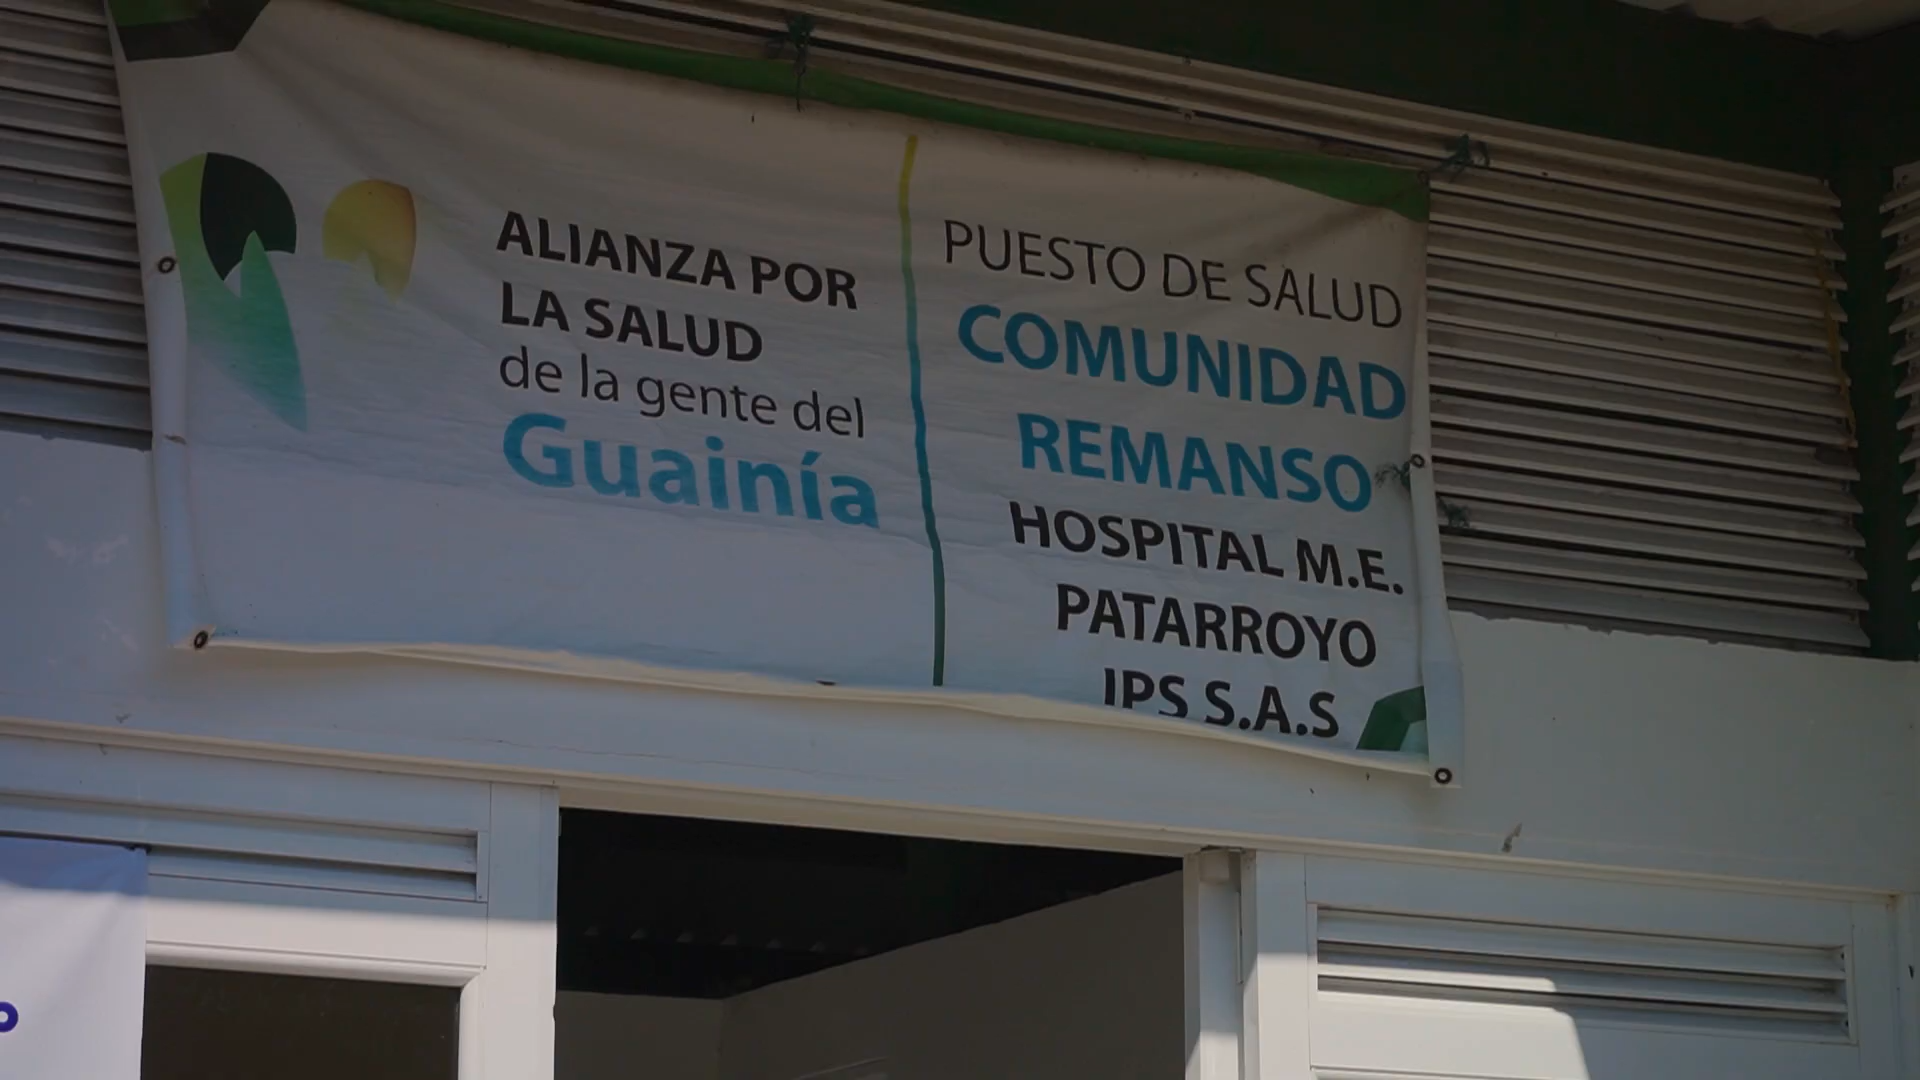 ALIANZA POR
LA SALUD
de la gente del
Guainía
PUESTO DE SALUD
COMUNIDAD
REMANSO
HOSPITAL M.E.
PATARROYO
IPS S.A.S